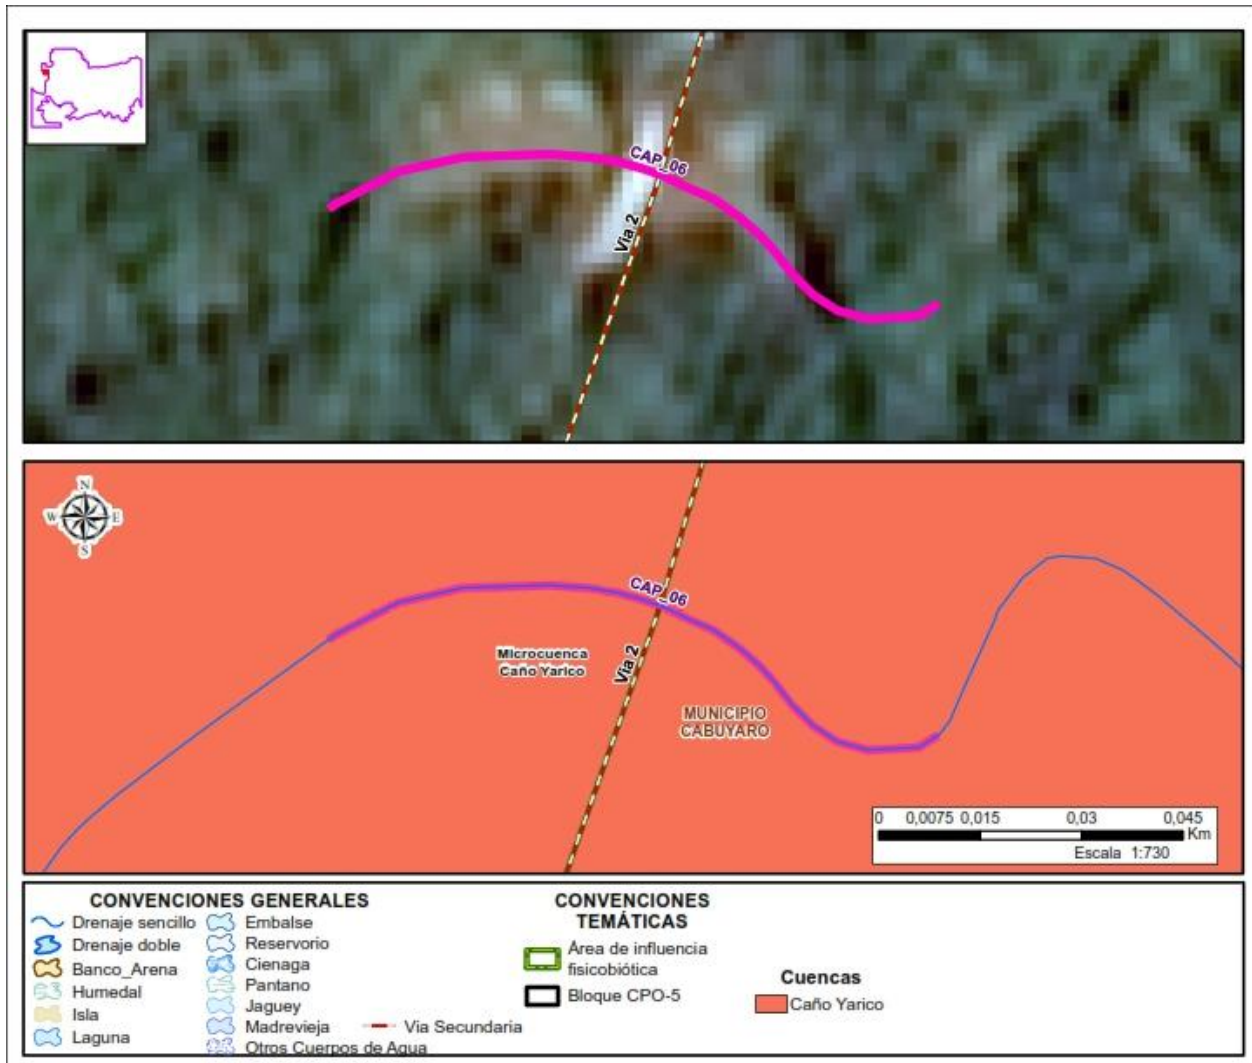 CAP_06
Via 2
N
W E
S
CAP_06
Microcuenca
Caño Yarico
Via 2
MUNICIPIO
CABUYARO
0 0,0075 0,015 0,03 0,045
Km
Escala 1:730
CONVENCIONES GENERALES
Drenaje sencillo
Drenaje doble
Banco_Arena
Humedal
Isla
Laguna
Embalse
Reservorio
Cienaga
Pantano
Jaguey
Madrevieja
Otros Cuerpos de Agua
Via Secundaria
CONVENCIONES
TEMÁTICAS
Área de influencia
fisicobiótica
Bloque CPO-5
Cuencas
Caño Yarico